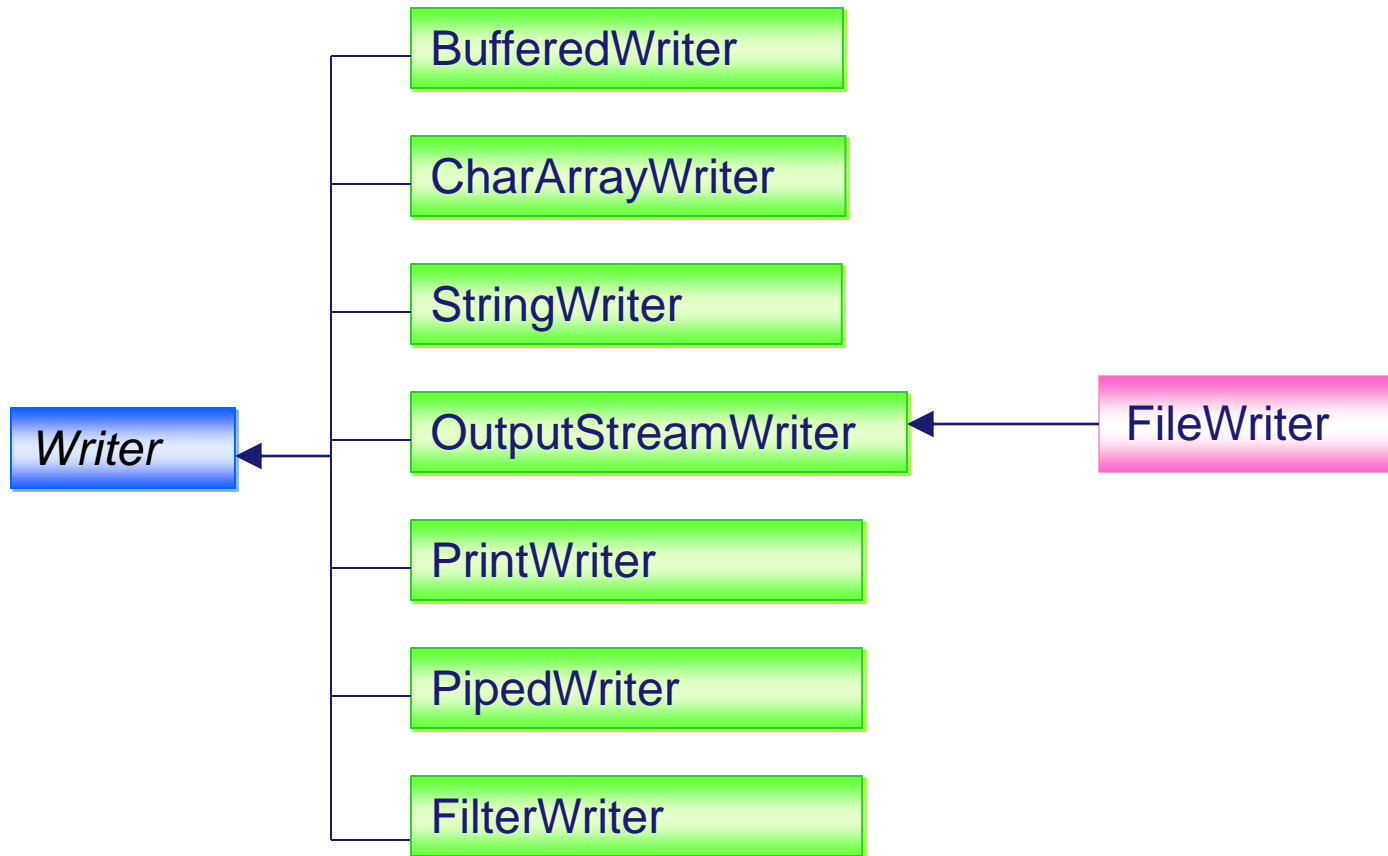 BufferedWriter
CharArrayWriter
StringWriter
Writer
OutputStreamWriter
FileWriter
PrintWriter
PipedWriter
FilterWriter